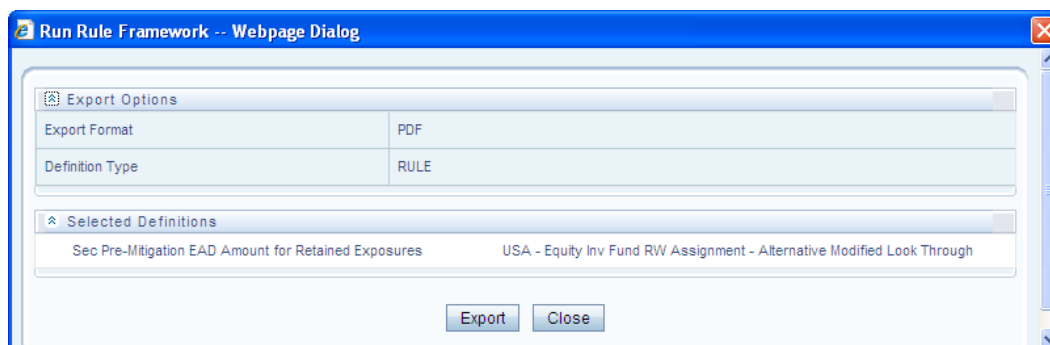 Run Rule Framework -- Webpage Dialog
Export Options
Export Format PDF
Definition Type RULE
Selected Definitions
Sec Pre-Mitigation EAD Amount for Retained Exposures USA - Equity Inv Fund RW Assignment - Alternative Modified Look Through
Export Close